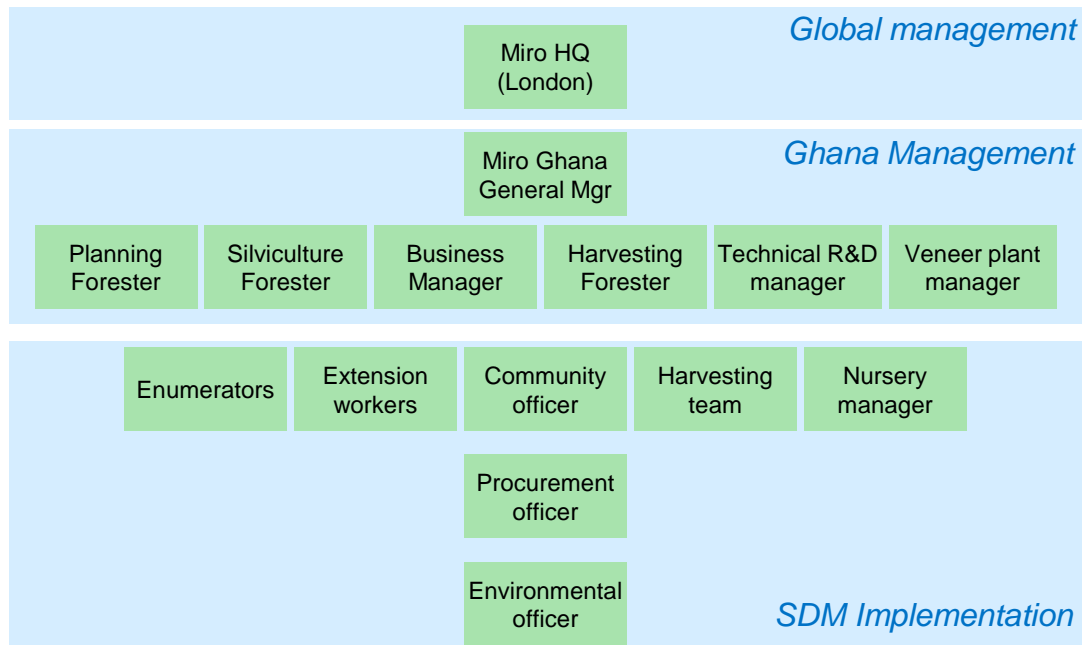 Global management
Miro HQ
(London)
Ghana Management
Miro Ghana
General Mgr
Planning
Forester
Silviculture
Forester
Business
Manager
Harvesting
Forester
Technical R&D
manager
Veneer plant
manager
Enumerators
Extension
workers
Community
officer
Harvesting
team
Nursery
manager
Procurement
officer
Environmental
officer
SDM Implementation